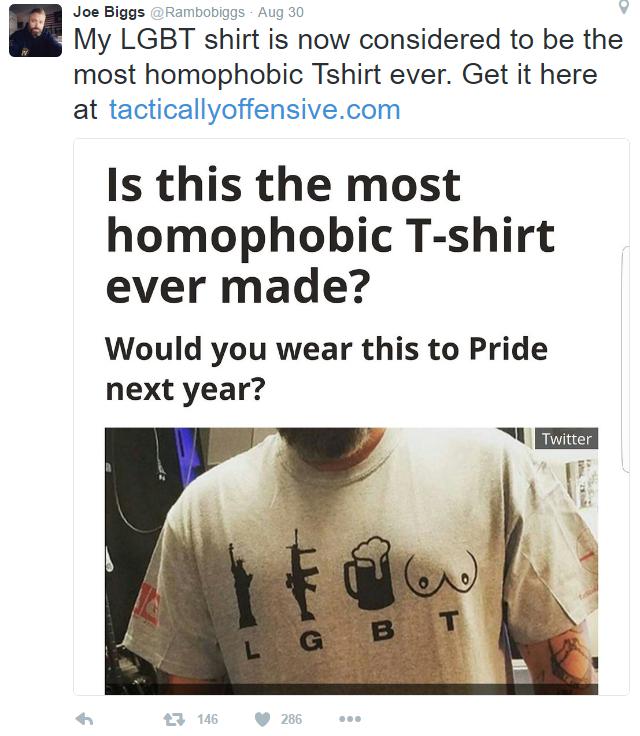 Joe Biggs @Rambobiggs · Aug 30
My LGBT shirt is now considered to be the
most homophobic Tshirt ever. Get it here
at tacticallyoffensive.com
Is this the most
homophobic T-shirt
ever made?
Would you wear this to Pride
next year?
Twitter
L G B T
146 286